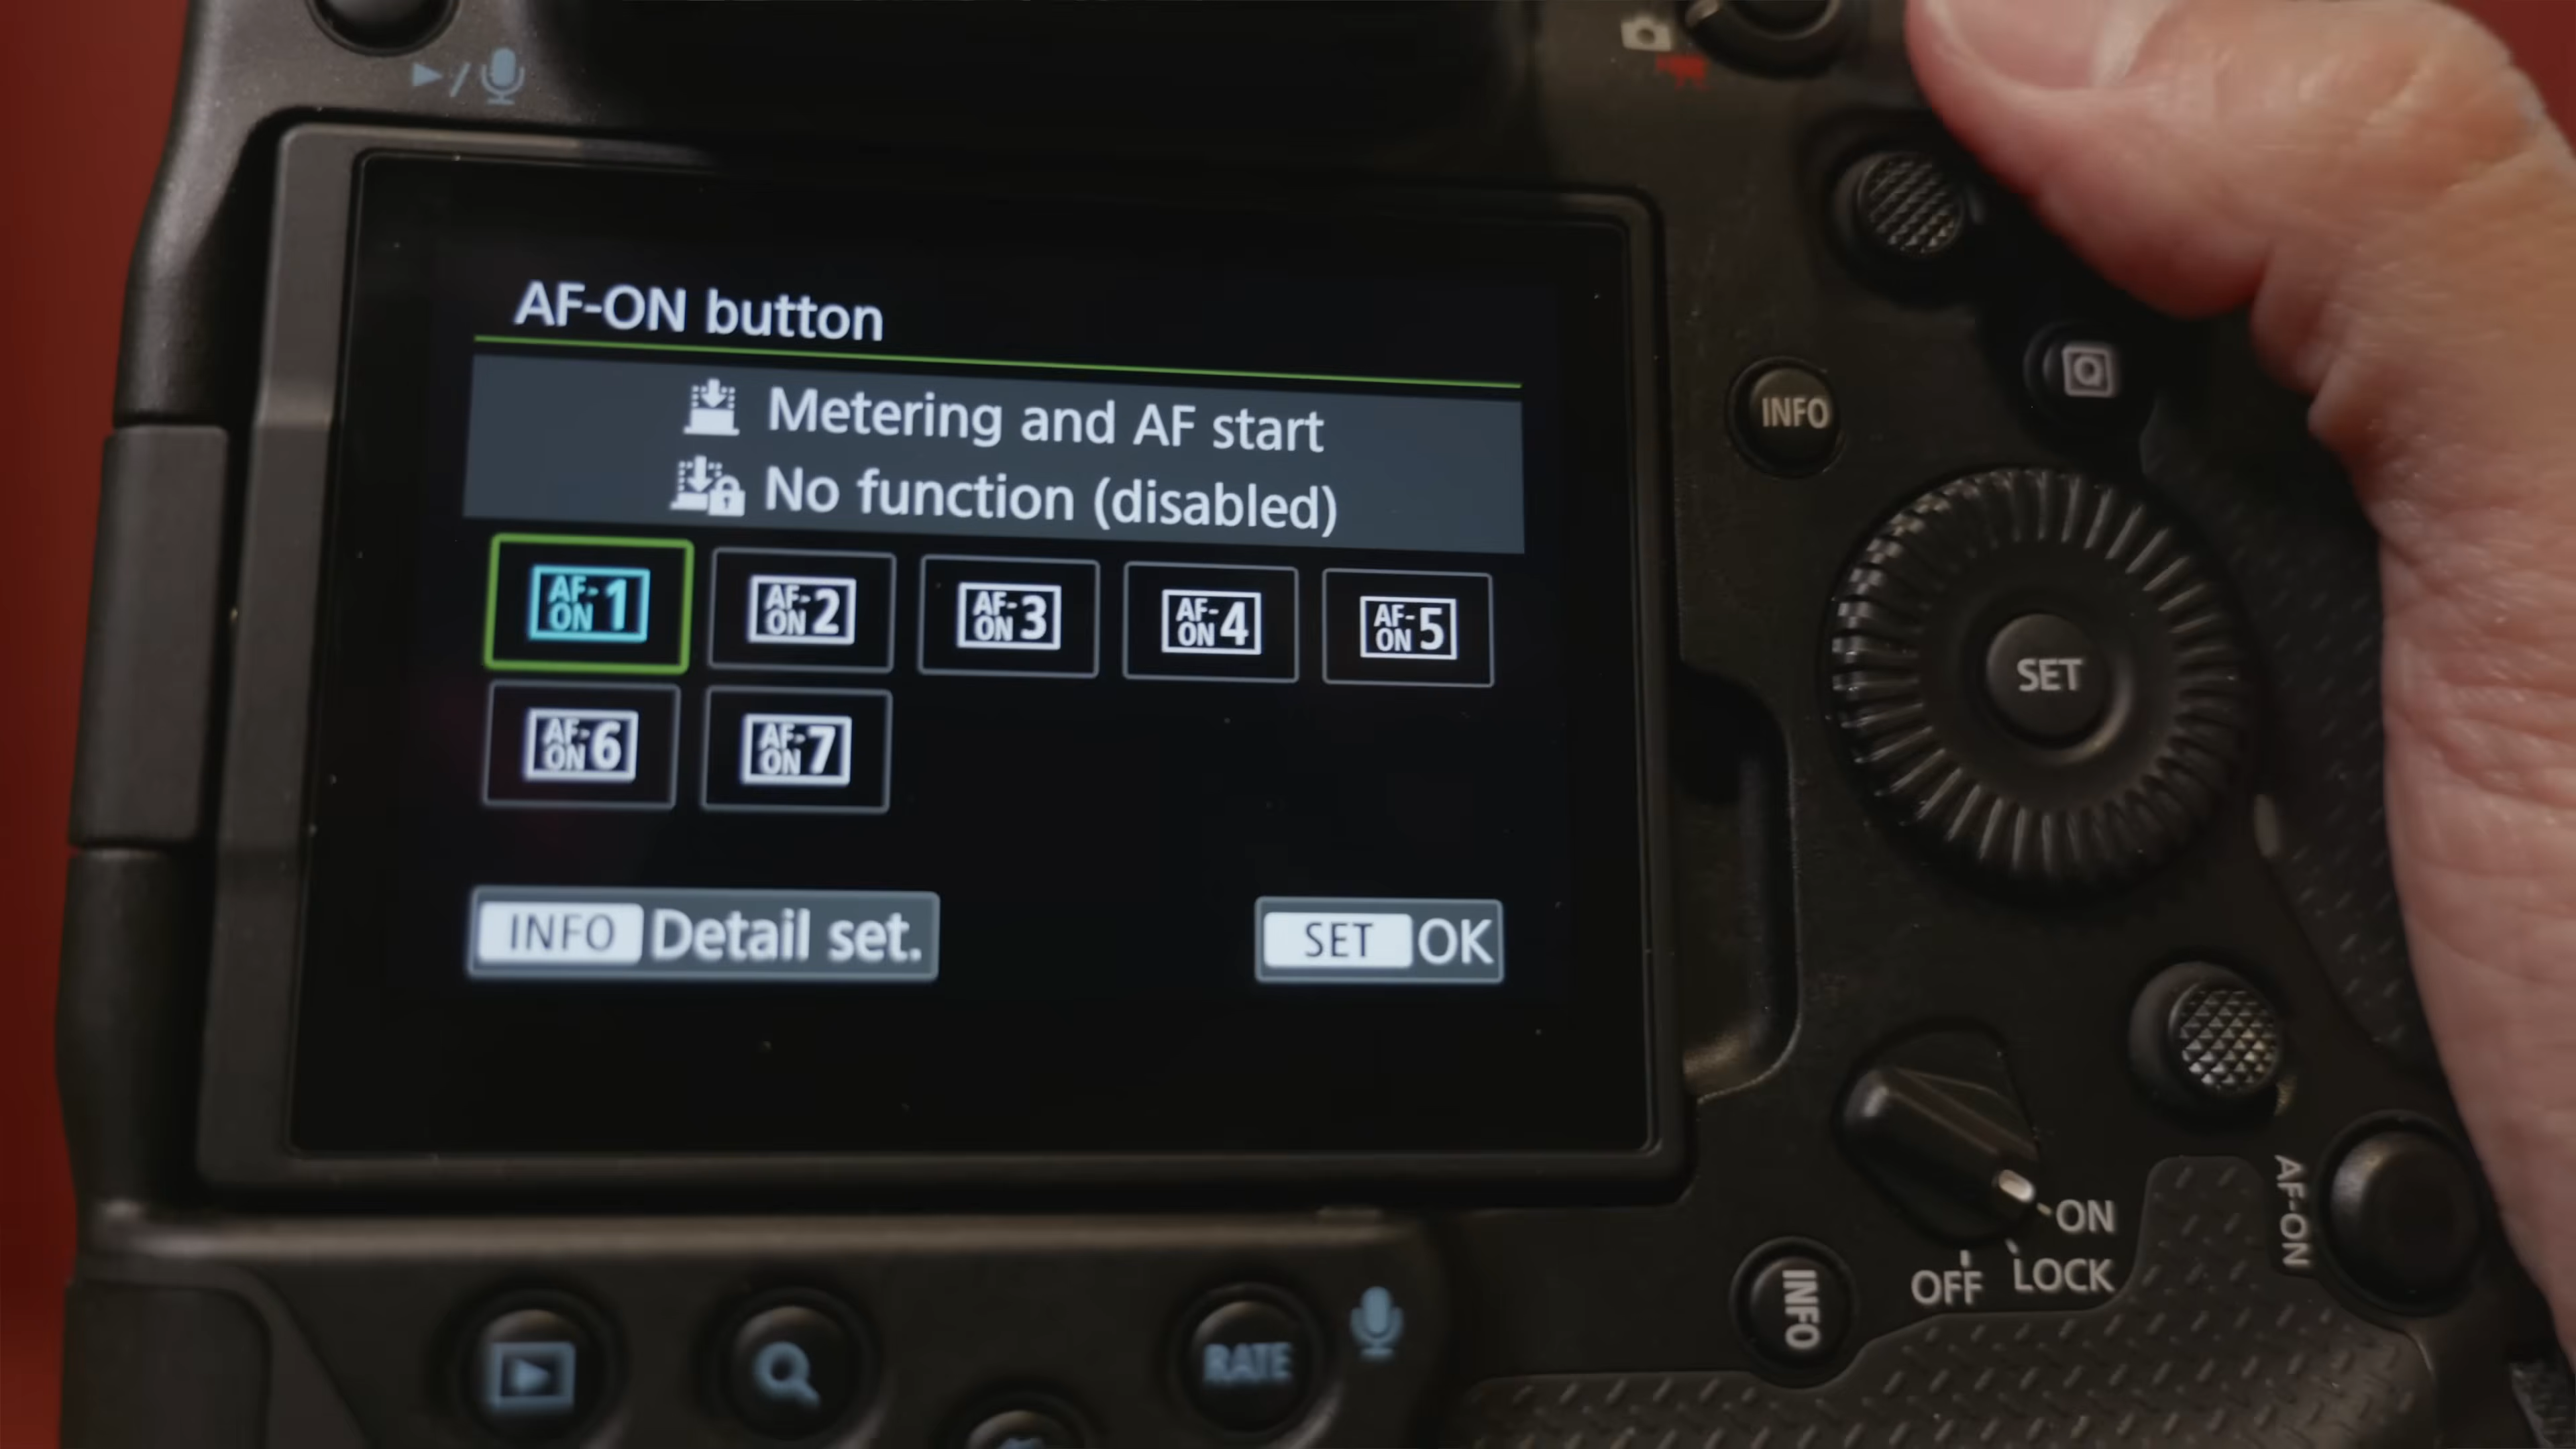 AF-ON button
Metering and AF start
No function (disabled)
AF-ON 1
AF-ON 2
AF-ON 3
AF-ON 4
AF-ON 5
AF-ON 6
AF-ON 7
INFO Detail set.
SET OK
INFO
Q
SET
ON
LOCK
OFF
AF-ON
INFO
RATE